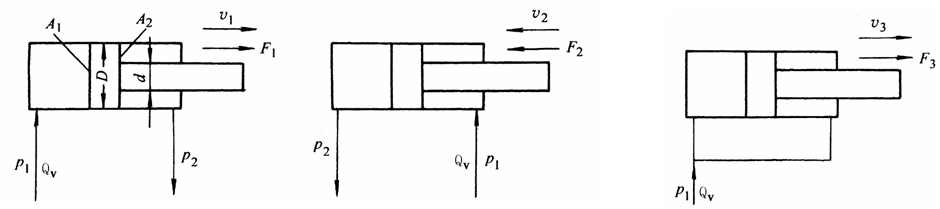 A₁ A₂ v₁ F₁
D d
p₁ Qv p₂
v₂ F₂
p₂ Qv p₁
v₃ F₃
p₁ Qv